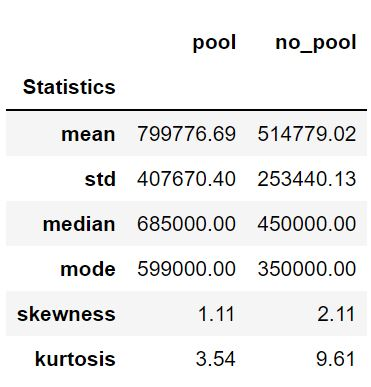 pool no_pool
Statistics
mean 799776.69 514779.02
std 407670.40 253440.13
median 685000.00 450000.00
mode 599000.00 350000.00
skewness 1.11 2.11
kurtosis 3.54 9.61